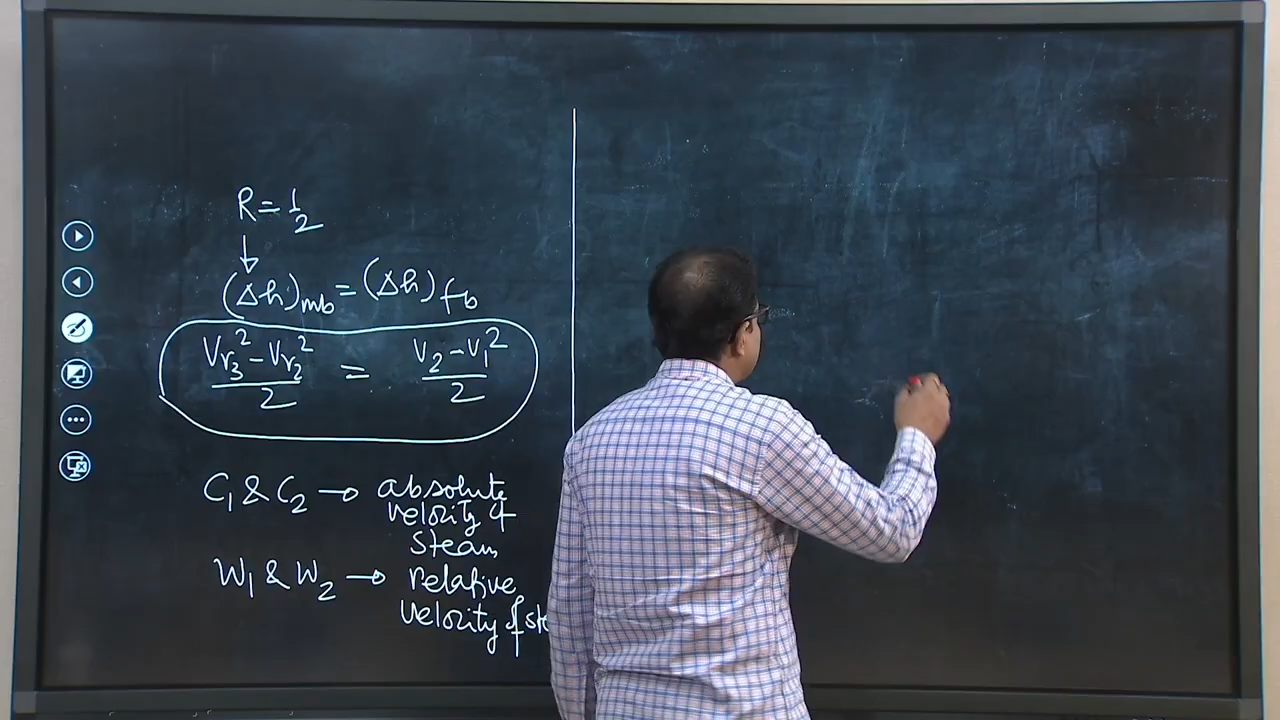 R = 1/2
↓
(Δh)mb = (Δh)fb
(Vr3² - Vr2²)/2 = (V2 - V1²)/2
C1 & C2 → absolute
velocity of
steam
W1 & W2 → relative
velocity of ste